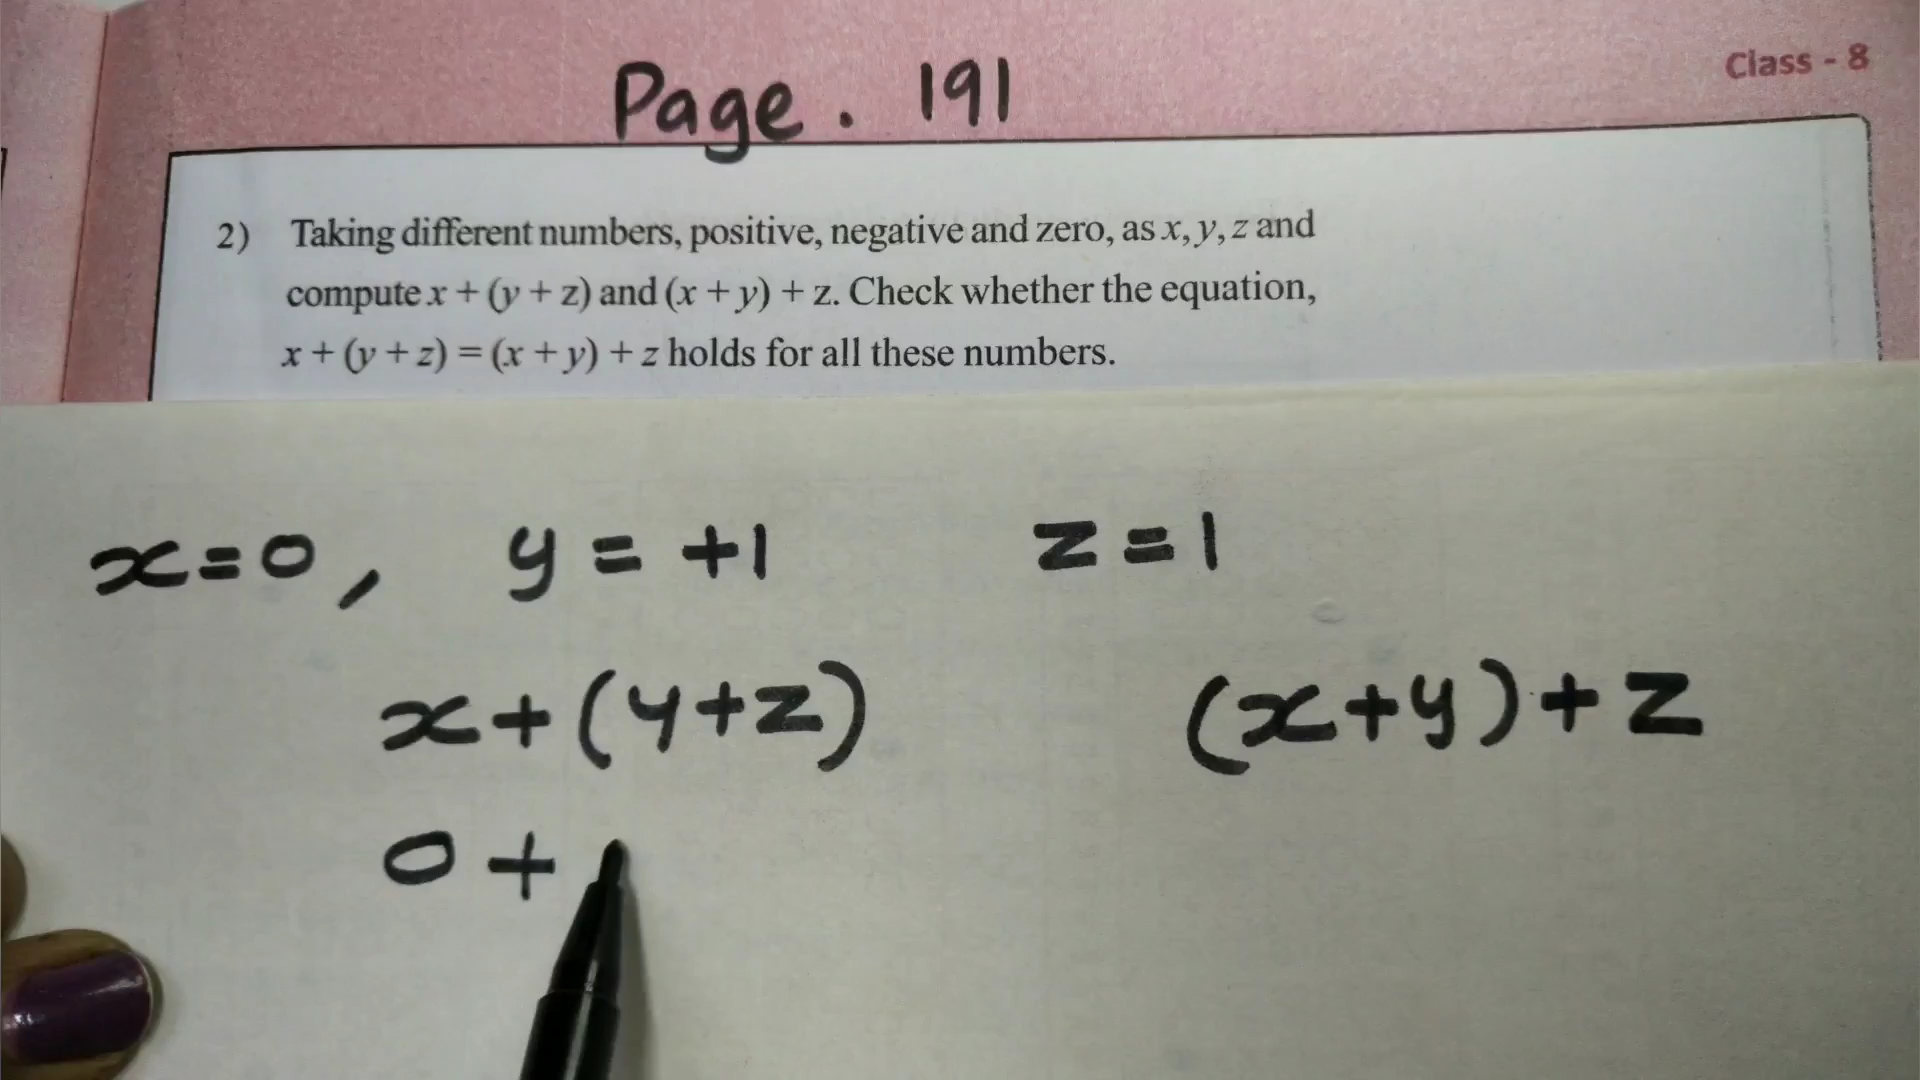 Class - 8
Page. 191
2) Taking different numbers, positive, negative and zero, as x, y, z and
compute x + (y + z) and (x + y) + z. Check whether the equation,
x + (y + z) = (x + y) + z holds for all these numbers.
x=0, y = +1 z=1
x+(y+z) (x+y)+z
0+